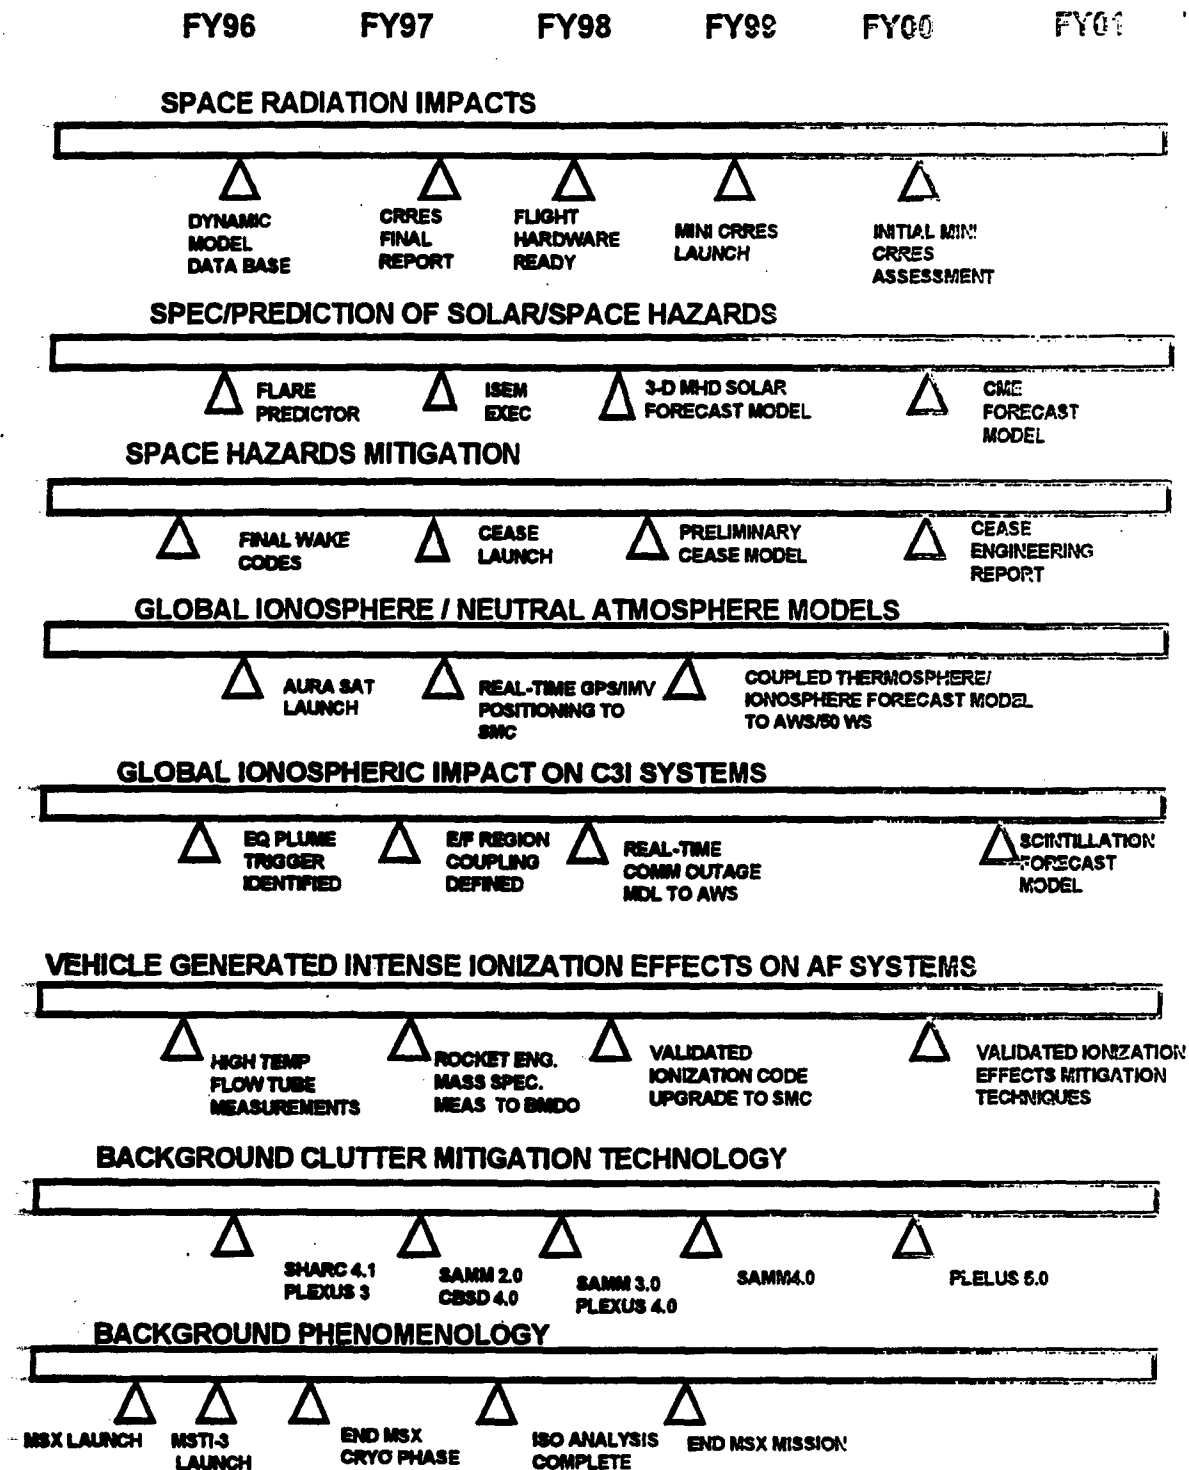 FY96 FY97 FY98 FY99 FY00 FY01
SPACE RADIATION IMPACTS
DYNAMIC
MODEL
DATA BASE
CRRES
FINAL
REPORT
FLIGHT
HARDWARE
READY
MINI CRRES
LAUNCH
INITIAL MINI
CRRES
ASSESSMENT
SPEC/PREDICTION OF SOLAR/SPACE HAZARDS
FLARE
PREDICTOR
ISEM
EXEC
3-D MHD SOLAR
FORECAST MODEL
CME
FORECAST
MODEL
SPACE HAZARDS MITIGATION
FINAL WAKE
CODES
CEASE
LAUNCH
PRELIMINARY
CEASE MODEL
CEASE
ENGINEERING
REPORT
GLOBAL IONOSPHERE / NEUTRAL ATMOSPHERE MODELS
AURA SAT
LAUNCH
REAL-TIME GPS/IMV
POSITIONING TO
SMC
COUPLED THERMOSPHERE/
IONOSPHERE FORECAST MODEL
TO AWS/50 WS
GLOBAL IONOSPHERIC IMPACT ON C3I SYSTEMS
EQ PLUME
TRIGGER
IDENTIFIED
E/F REGION
COUPLING
DEFINED
REAL-TIME
COMM OUTAGE
MDL TO AWS
SCINTILLATION
FORECAST
MODEL
VEHICLE GENERATED INTENSE IONIZATION EFFECTS ON AF SYSTEMS
HIGH TEMP
FLOW TUBE
MEASUREMENTS
ROCKET ENG.
MASS SPEC.
MEAS TO BMDO
VALIDATED
IONIZATION CODE
UPGRADE TO SMC
VALIDATED IONIZATION
EFFECTS MITIGATION
TECHNIQUES
BACKGROUND CLUTTER MITIGATION TECHNOLOGY
SHARC 4.1
PLEXUS 3
SAMM 2.0
CBSD 4.0
SAMM 3.0
PLEXUS 4.0
SAMM4.0
PLELUS 5.0
BACKGROUND PHENOMENOLOGY
MSX LAUNCH
MSTI-3
LAUNCH
END MSX
CRYO PHASE
ISO ANALYSIS
COMPLETE
END MSX MISSION